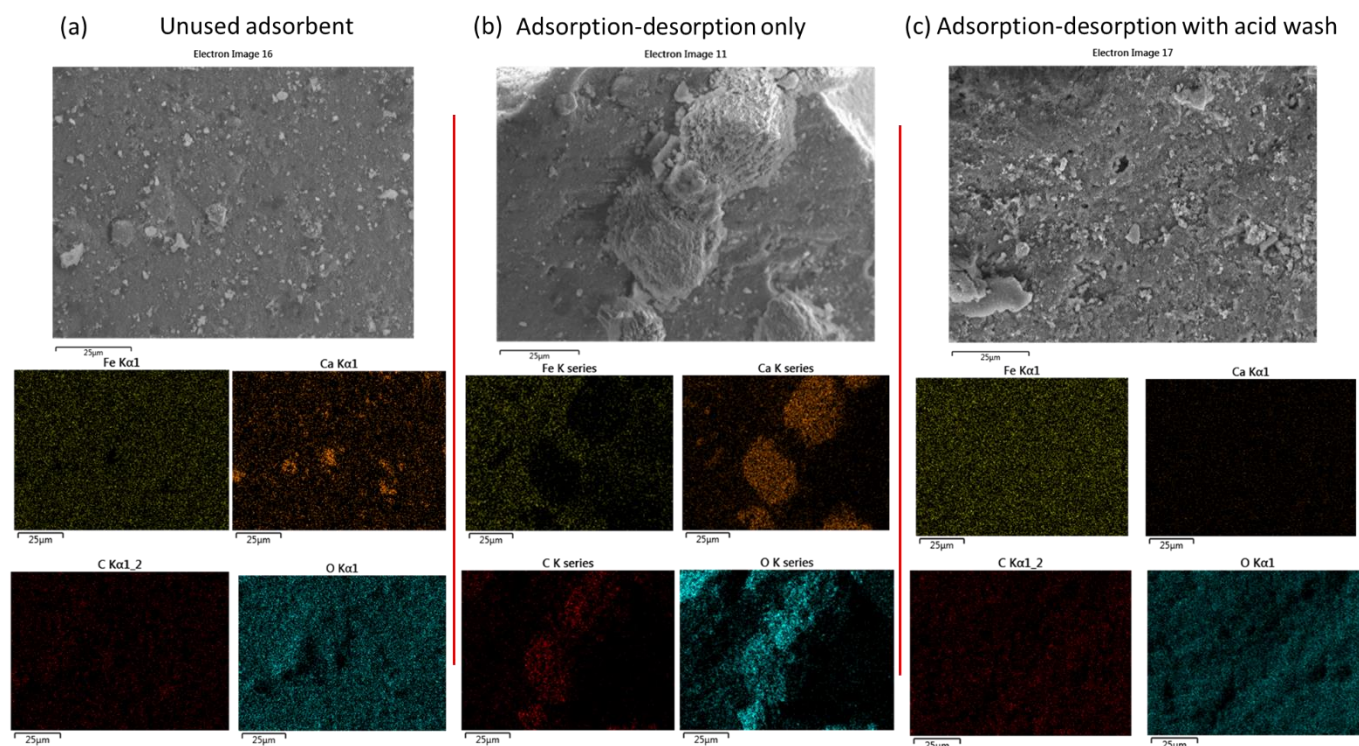 (a) Unused adsorbent
Electron Image 16
25µm
Fe Kα1
Ca Kα1
25µm
25µm
C Kα1_2
O Kα1
25µm
25µm
(b) Adsorption-desorption only
Electron Image 11
25µm
Fe K series
Ca K series
25µm
25µm
C K series
O K series
25µm
25µm
(c) Adsorption-desorption with acid wash
Electron Image 17
25µm
Fe Kα1
Ca Kα1
25µm
25µm
C Kα1_2
O Kα1
25µm
25µm